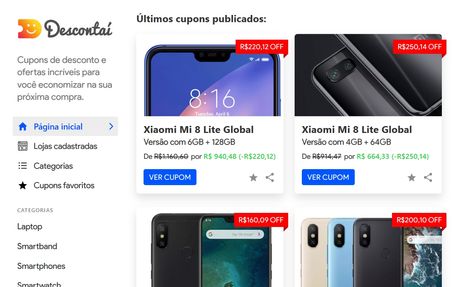 Descontaí
Cupons de desconto e
ofertas incríveis para
você economizar na sua
próxima compra.
Página inicial
Lojas cadastradas
Categorias
Cupons favoritos
CATEGORIAS
Laptop
Smartband
Smartphones
Smartwatch
Últimos cupons publicados:
R$220,12 OFF
8:16
Tuesday, April 6
Xiaomi Mi 8 Lite Global
Versão com 6GB + 128GB
De R$1.160,60 por R$ 940,48 (-R$220,12)
VER CUPOM
R$250,14 OFF
Xiaomi Mi 8 Lite Global
Versão com 4GB + 64GB
De R$914,47 por R$ 664,33 (-R$250,14)
VER CUPOM
R$160,09 OFF
R$200,10 OFF